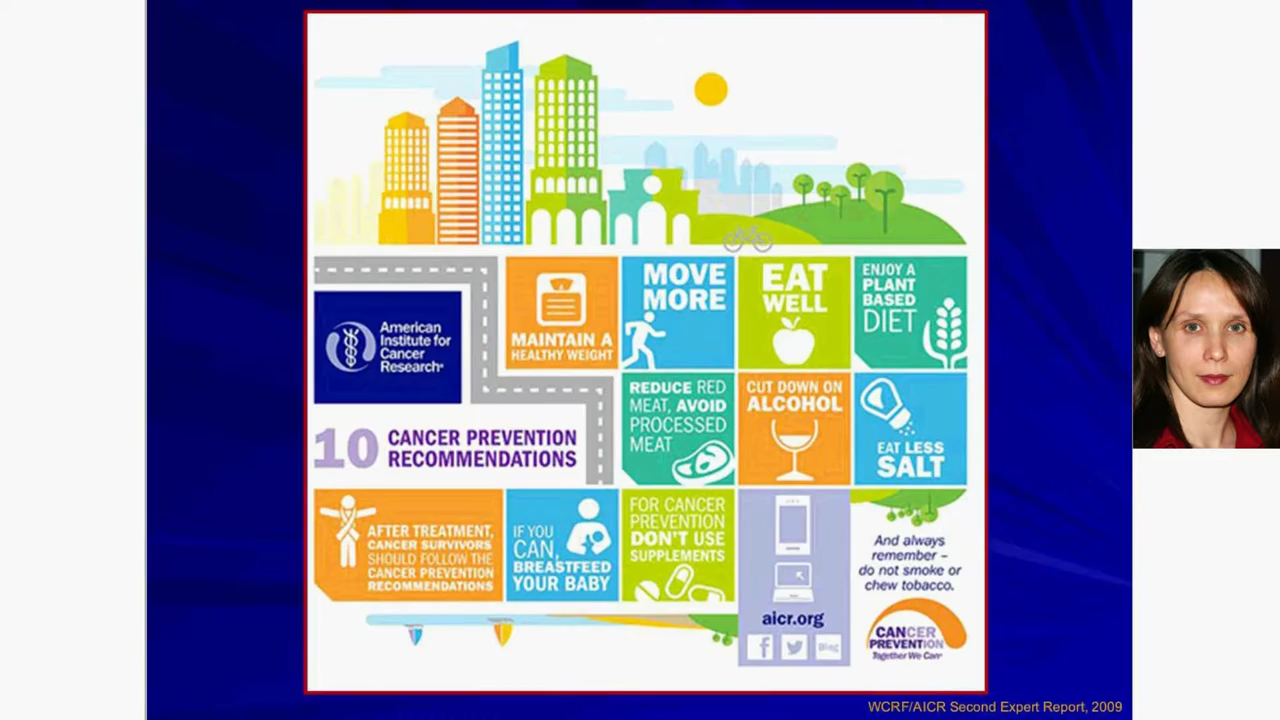 American
Institute for
Cancer
Research®
10
CANCER PREVENTION
RECOMMENDATIONS
MAINTAIN A
HEALTHY WEIGHT
MOVE
MORE
EAT
WELL
ENJOY A
PLANT
BASED
DIET
REDUCE RED
MEAT, AVOID
PROCESSED
MEAT
CUT DOWN ON
ALCOHOL
EAT LESS
SALT
AFTER TREATMENT,
CANCER SURVIVORS
SHOULD FOLLOW THE
CANCER PREVENTION
RECOMMENDATIONS
IF YOU
CAN,
BREASTFEED
YOUR BABY
FOR CANCER
PREVENTION
DON'T USE
SUPPLEMENTS
aicr.org
f
Blog
And always
remember –
do not smoke or
chew tobacco.
CANCER
PREVENTION
Together We Can®
WCRF/AICR Second Expert Report, 2009